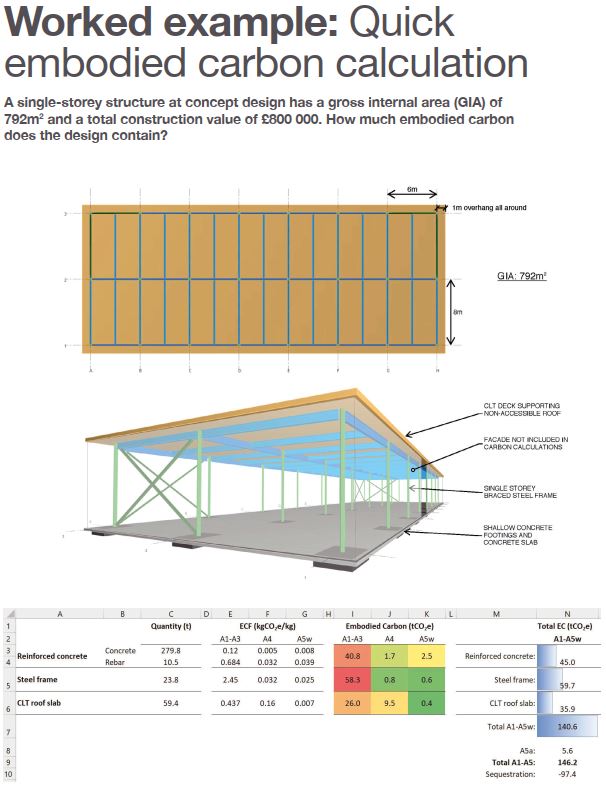 Worked example: Quick
embodied carbon calculation
A single-storey structure at concept design has a gross internal area (GIA) of
792m² and a total construction value of £800 000. How much embodied carbon
does the design contain?
6m
1m overhang all around
3
GIA: 792m²
2
8m
1
A B C D E F G H
CLT DECK SUPPORTING
NON-ACCESSIBLE ROOF
FACADE NOT INCLUDED IN
CARBON CALCULATIONS
SINGLE STOREY
BRACED STEEL FRAME
SHALLOW CONCRETE
FOOTINGS AND
CONCRETE SLAB
A B C D E F G H I J K L M N
1 Quantity (t) ECF (kgCO₂e/kg) Embodied Carbon (tCO₂e) Total EC (tCO₂e)
2 A1-A3 A4 A5w A1-A3 A4 A5w A1-A5w
3 Reinforced concrete Concrete 279.8 0.12 0.005 0.008 40.8 1.7 2.5 Reinforced concrete: 45.0
4 Rebar 10.5 0.684 0.032 0.039
5 Steel frame 23.8 2.45 0.032 0.025 58.3 0.8 0.6 Steel frame: 59.7
6 CLT roof slab 59.4 0.437 0.16 0.007 26.0 9.5 0.4 CLT roof slab: 35.9
7 Total A1-A5w: 140.6
8 A5a: 5.6
9 Total A1-A5: 146.2
10 Sequestration: -97.4